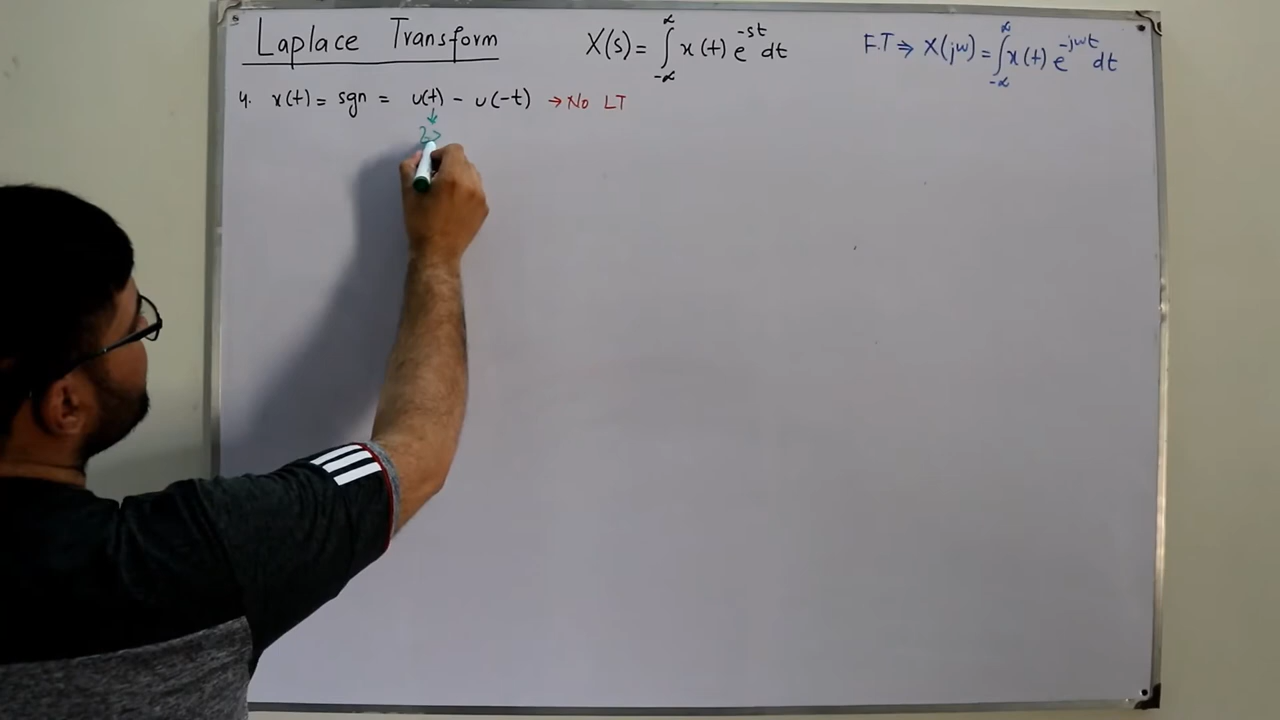 Laplace Transform
X(s) = ∫_{-∞}^{∞} x(t) e^{-st} dt
F.T ⇒ X(jω) = ∫_{-∞}^{∞} x(t) e^{-jωt} dt
4. x(t) = sgn = u(t) - u(-t) → No LT
↓